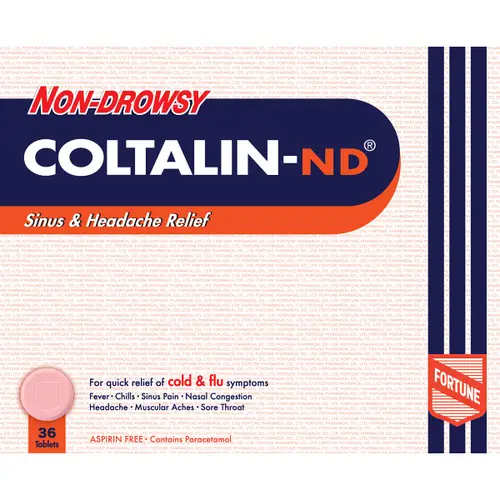 NON-DROWSY
COLTALIN-ND®
Sinus & Headache Relief
For quick relief of cold & flu symptoms
Fever • Chills • Sinus Pain • Nasal Congestion
Headache • Muscular Aches • Sore Throat
36
Tablets
ASPIRIN FREE • Contains Paracetamol
FORTUNE